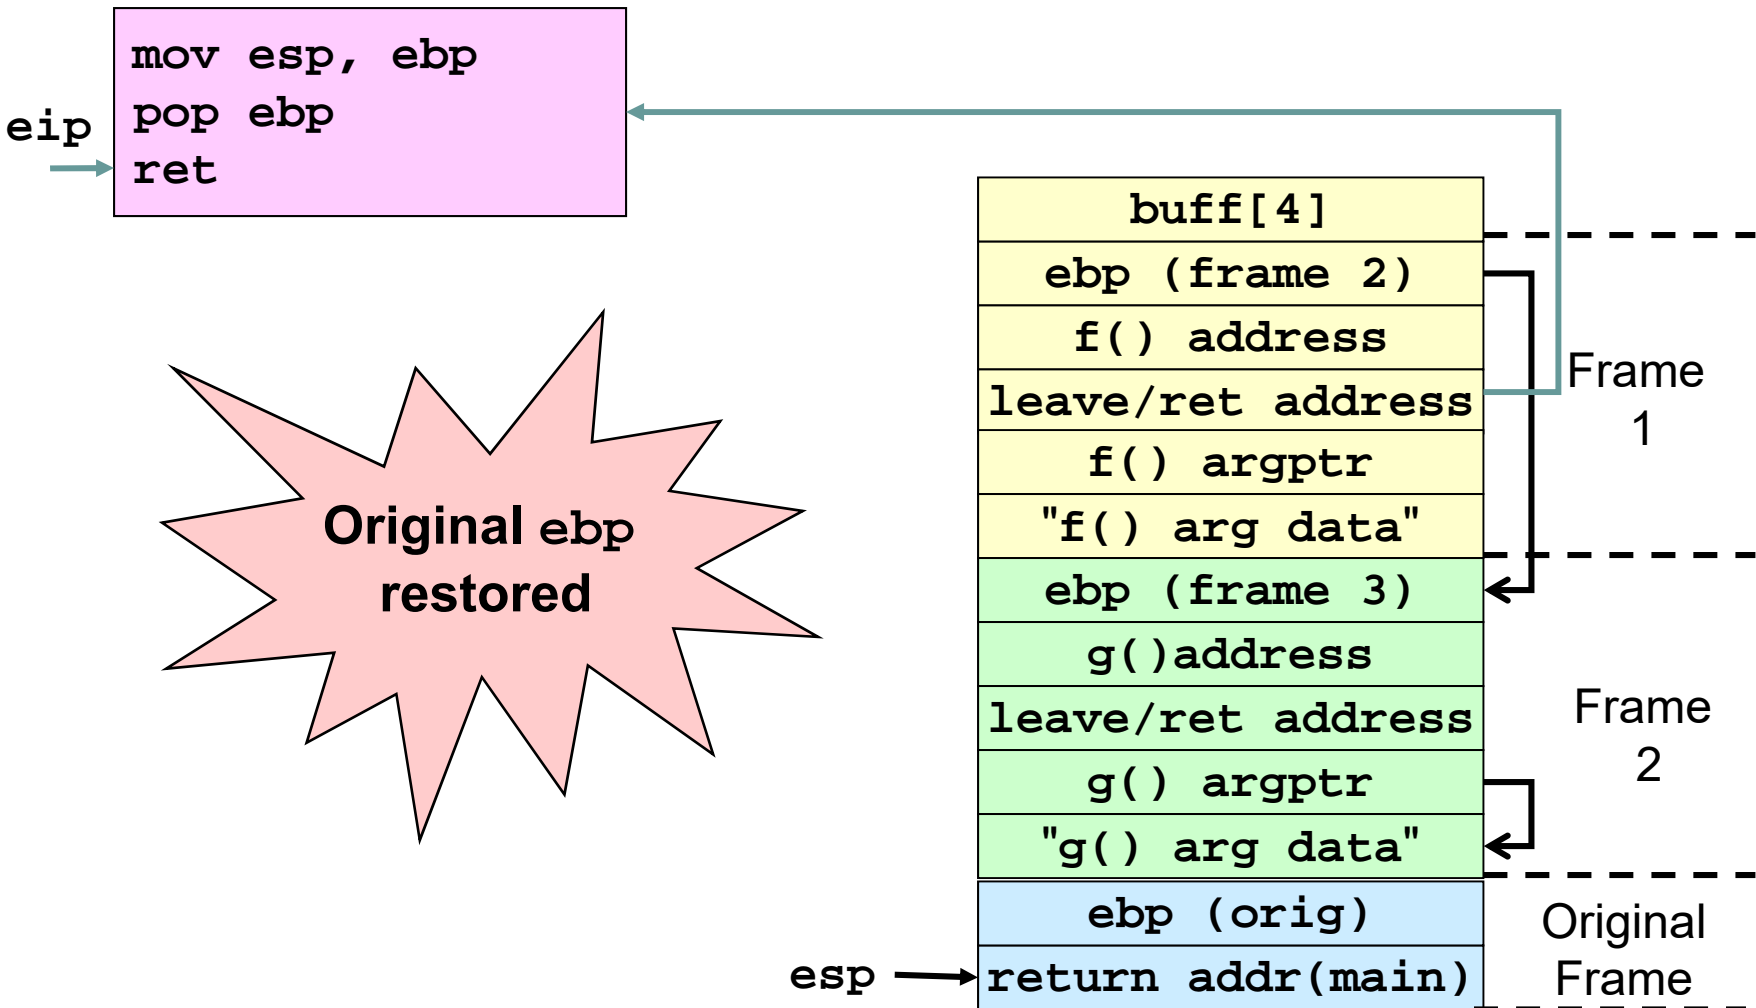 mov esp, ebp
pop ebp
ret
eip
buff[4]
ebp (frame 2)
f() address
leave/ret address
f() argptr
"f() arg data"
Frame
1
Original ebp
restored
ebp (frame 3)
g()address
leave/ret address
g() argptr
"g() arg data"
Frame
2
ebp (orig)
return addr(main)
Original
Frame
esp